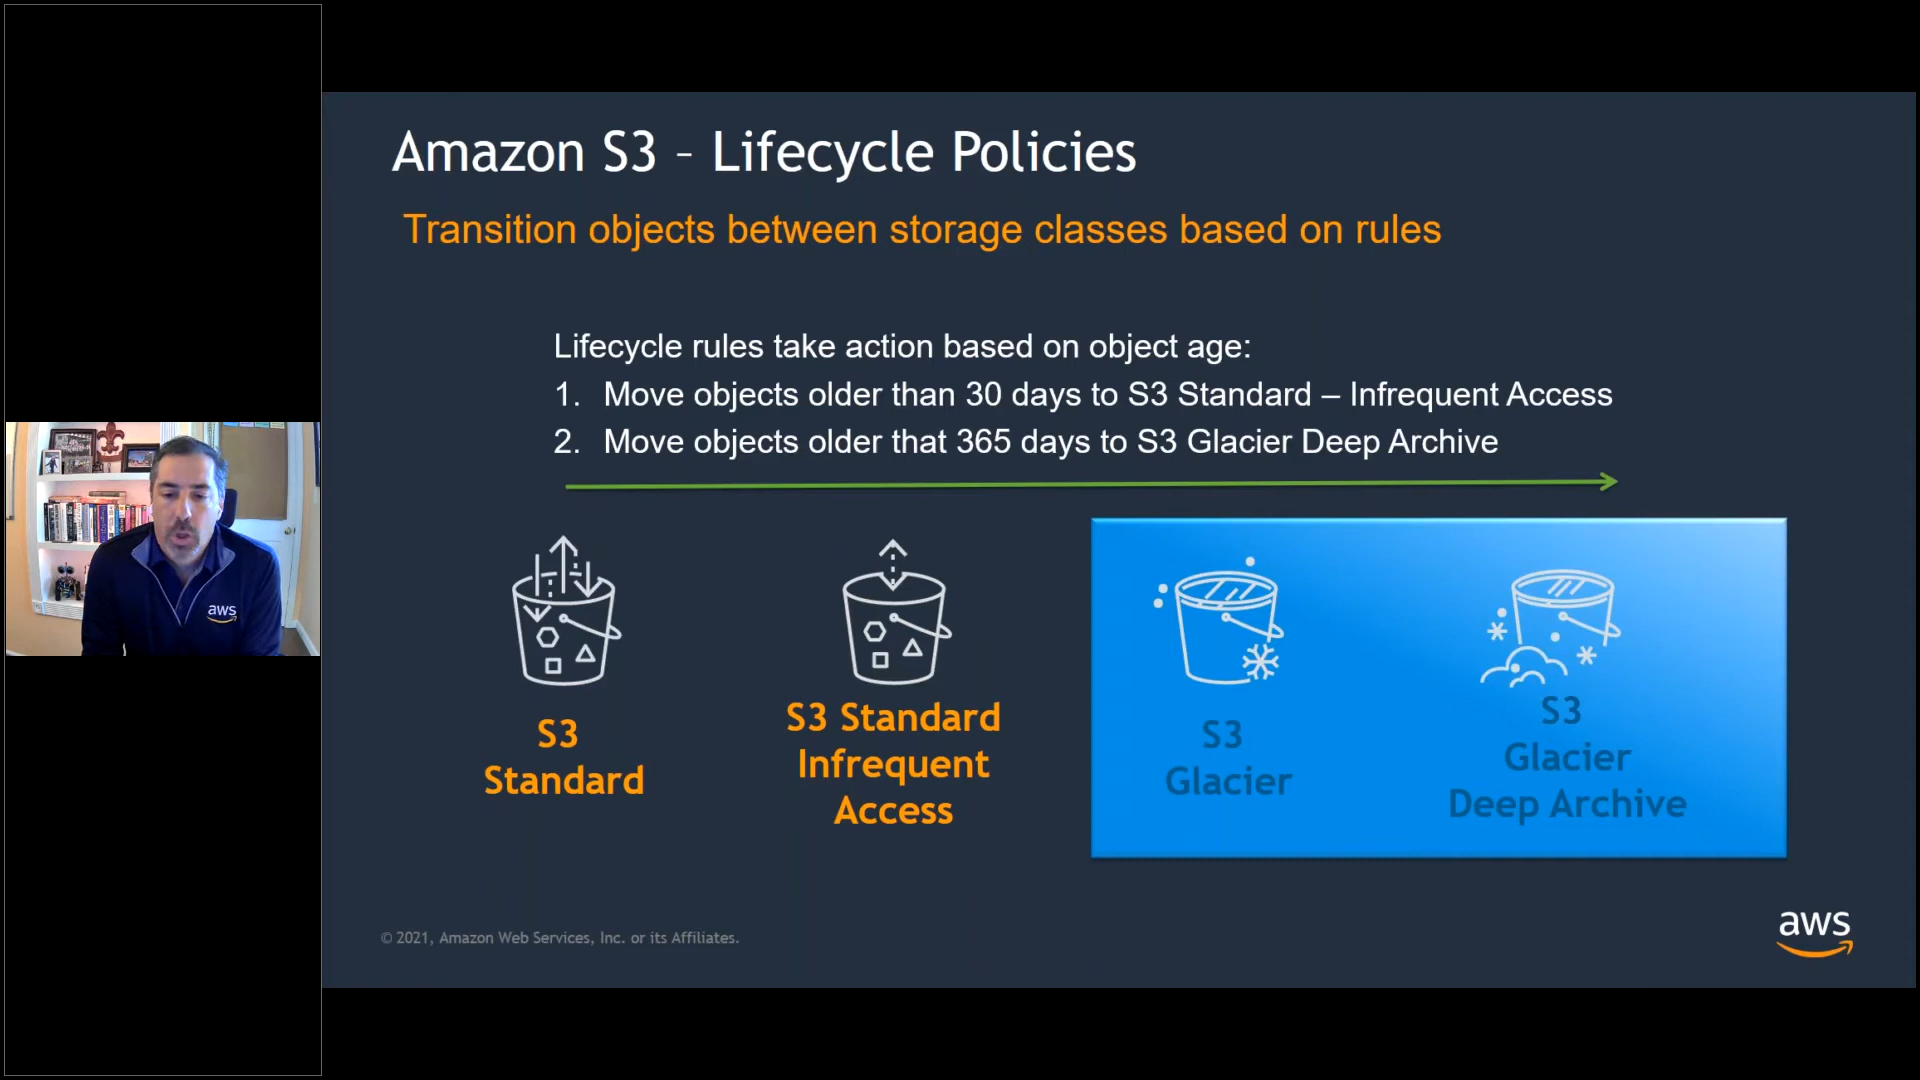 Amazon S3 – Lifecycle Policies
Transition objects between storage classes based on rules
Lifecycle rules take action based on object age:
1. Move objects older than 30 days to S3 Standard – Infrequent Access
2. Move objects older that 365 days to S3 Glacier Deep Archive
S3
Standard
S3 Standard
Infrequent
Access
S3
Glacier
S3
Glacier
Deep Archive
aws
© 2021, Amazon Web Services, Inc. or its Affiliates.
aws